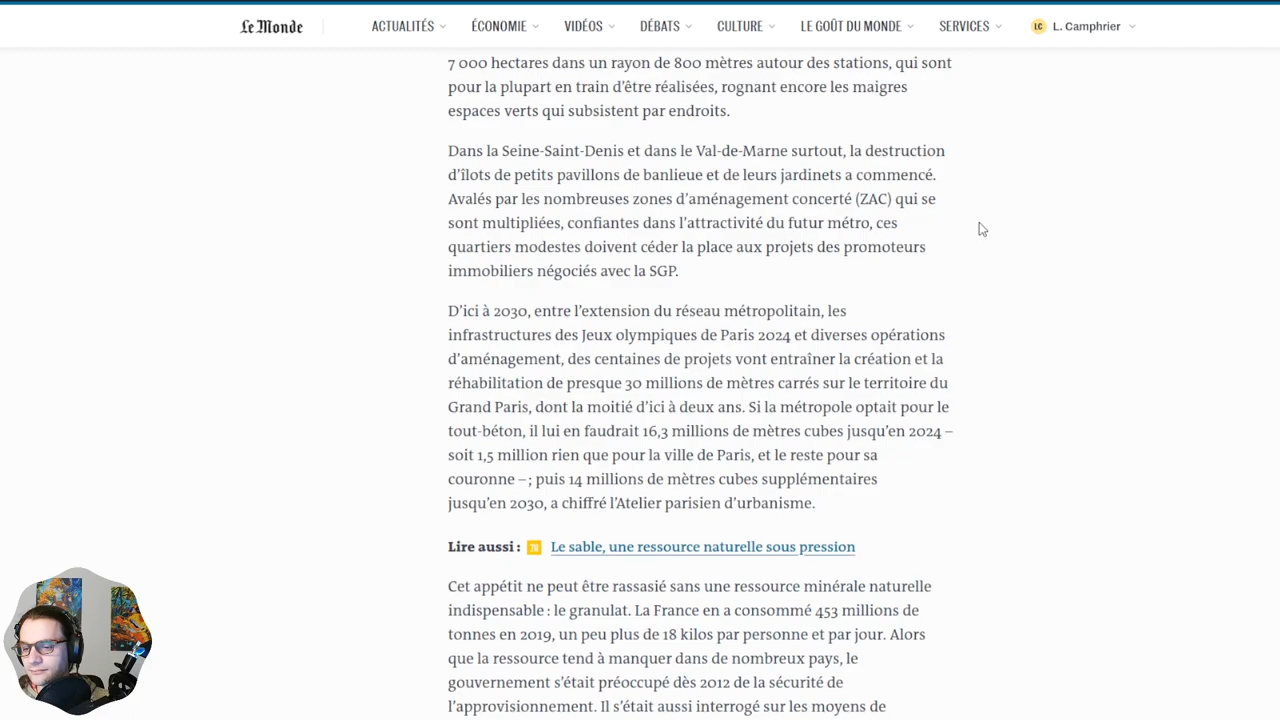 Le Monde
ACTUALITÉS ÉCONOMIE VIDÉOS DÉBATS CULTURE LE GOÛT DU MONDE SERVICES LC L. Camphrier
7 000 hectares dans un rayon de 800 mètres autour des stations, qui sont
pour la plupart en train d’être réalisées, rognant encore les maigres
espaces verts qui subsistent par endroits.
Dans la Seine-Saint-Denis et dans le Val-de-Marne surtout, la destruction
d’îlots de petits pavillons de banlieue et de leurs jardinets a commencé.
Avalés par les nombreuses zones d’aménagement concerté (ZAC) qui se
sont multipliées, confiantes dans l’attractivité du futur métro, ces
quartiers modestes doivent céder la place aux projets des promoteurs
immobiliers négociés avec la SGP.
D’ici à 2030, entre l’extension du réseau métropolitain, les
infrastructures des Jeux olympiques de Paris 2024 et diverses opérations
d’aménagement, des centaines de projets vont entraîner la création et la
réhabilitation de presque 30 millions de mètres carrés sur le territoire du
Grand Paris, dont la moitié d’ici à deux ans. Si la métropole optait pour le
tout-béton, il lui en faudrait 16,3 millions de mètres cubes jusqu’en 2024 –
soit 1,5 million rien que pour la ville de Paris, et le reste pour sa
couronne – ; puis 14 millions de mètres cubes supplémentaires
jusqu’en 2030, a chiffré l’Atelier parisien d’urbanisme.
Lire aussi : Le sable, une ressource naturelle sous pression
Cet appétit ne peut être rassasié sans une ressource minérale naturelle
indispensable : le granulat. La France en a consommé 453 millions de
tonnes en 2019, un peu plus de 18 kilos par personne et par jour. Alors
que la ressource tend à manquer dans de nombreux pays, le
gouvernement s’était préoccupé dès 2012 de la sécurité de
l’approvisionnement. Il s’était aussi interrogé sur les moyens de